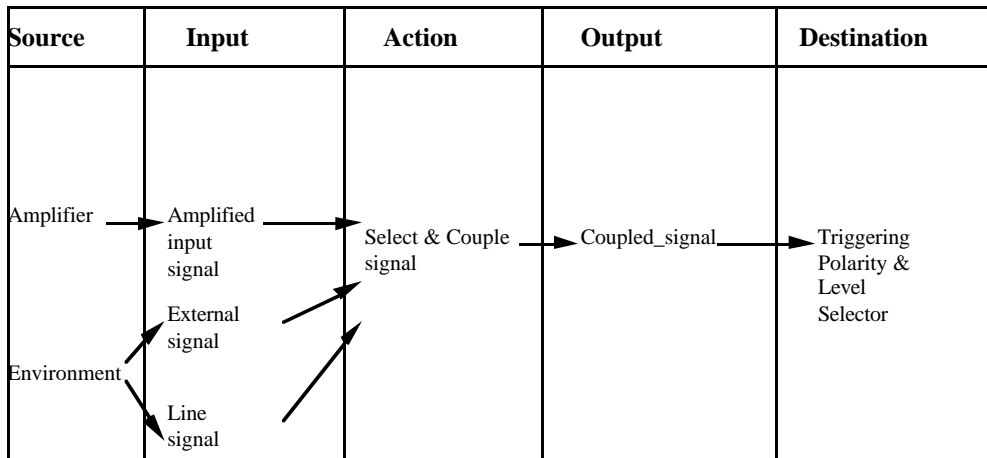 Source Input Action Output Destination
Amplifier
Amplified
input
signal
Select & Couple
signal
Coupled_signal
Triggering
Polarity &
Level
Selector
External
signal
Environment
Line
signal